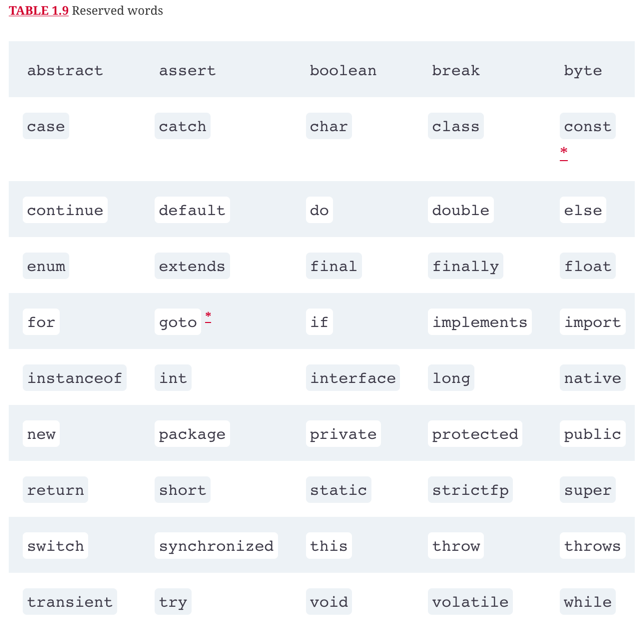 TABLE 1.9 Reserved words
abstract assert boolean break byte
case catch char class const
*
continue default do double else
enum extends final finally float
for goto * if implements import
instanceof int interface long native
new package private protected public
return short static strictfp super
switch synchronized this throw throws
transient try void volatile while